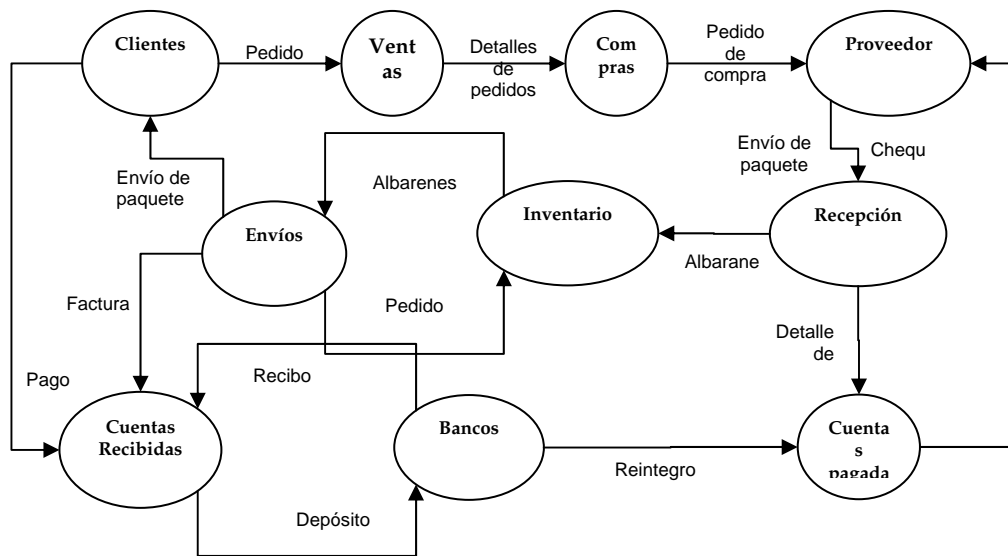 Clientes
Pedido
Vent
as
Detalles
de
pedidos
Com
pras
Pedido
de
compra
Proveedor
Envío de
paquete
Albarenes
Envío de
paquete
Chequ
Envíos
Inventario
Albarane
Recepción
Factura
Pedido
Detalle
de
Pago
Recibo
Cuentas
Recibidas
Bancos
Reintegro
Cuenta
s
pagada
Depósito